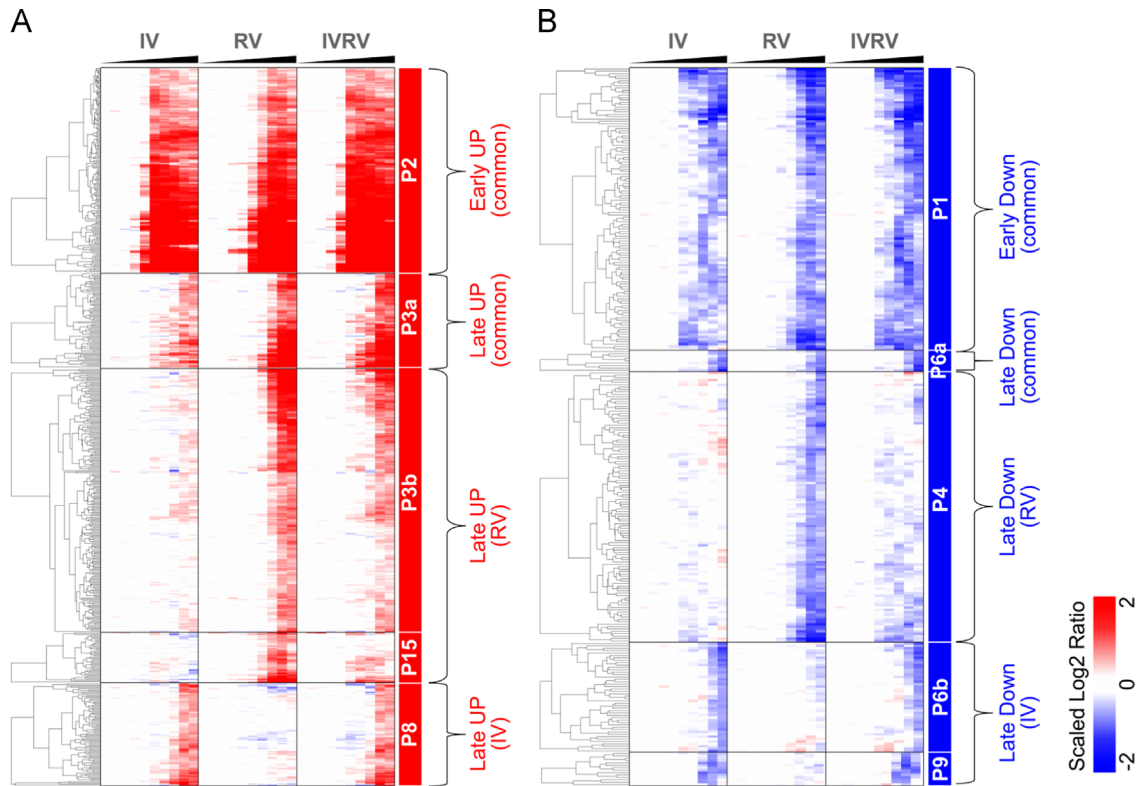 A
IV RV IVRV
P2
Early UP
(common)
P3a
Late UP
(common)
P3b
Late UP
(RV)
P15
P8
Late UP
(IV)
B
IV RV IVRV
P1
Early Down
(common)
P6a
Late Down
(common)
P4
Late Down
(RV)
P6b
Late Down
(IV)
P9
Scaled Log2 Ratio
2
0
-2